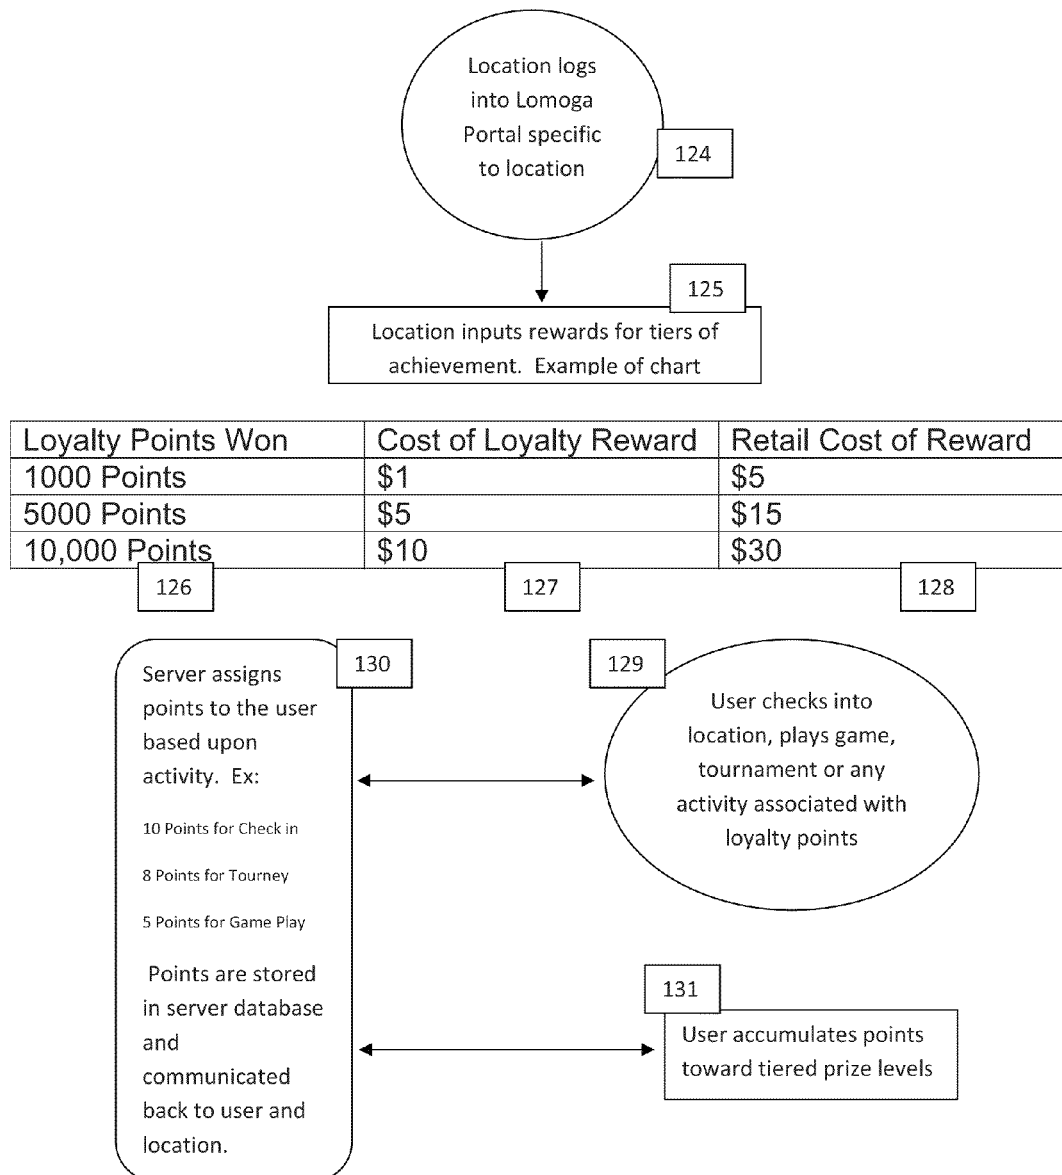 Location logs
into Lomoga
Portal specific
to location
124
125
Location inputs rewards for tiers of
achievement.  Example of chart
Loyalty Points Won Cost of Loyalty Reward Retail Cost of Reward
1000 Points $1 $5
5000 Points $5 $15
10,000 Points $10 $30
126 127 128
130
Server assigns
points to the user
based upon
activity.  Ex:
10 Points for Check in
8 Points for Tourney
5 Points for Game Play
Points are stored
in server database
and
communicated
back to user and
location.
129
User checks into
location, plays game,
tournament or any
activity associated with
loyalty points
131
User accumulates points
toward tiered prize levels